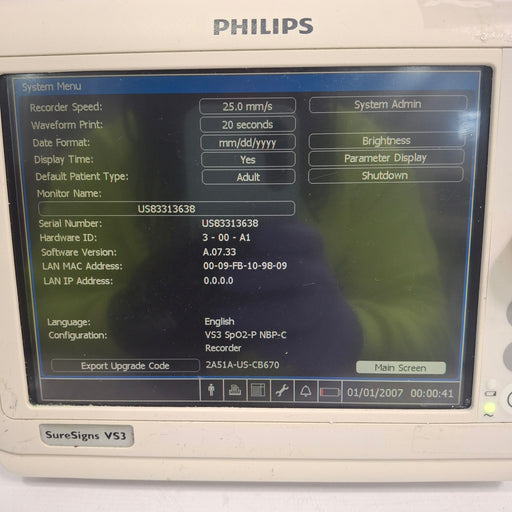 PHILIPS
System Menu
Recorder Speed: 25.0 mm/s System Admin
Waveform Print: 20 seconds
Date Format: mm/dd/yyyy Brightness
Display Time: Yes Parameter Display
Default Patient Type: Adult Shutdown
Monitor Name:
US83313638
Serial Number: US83313638
Hardware ID: 3 - 00 - A1
Software Version: A.07.33
LAN MAC Address: 00-09-FB-10-98-09
LAN IP Address: 0.0.0.0
Language: English
Configuration: VS3 SpO2-P NBP-C
Recorder
Export Upgrade Code 2A51A-US-CB670 Main Screen
01/01/2007 00:00:41
SureSigns VS3